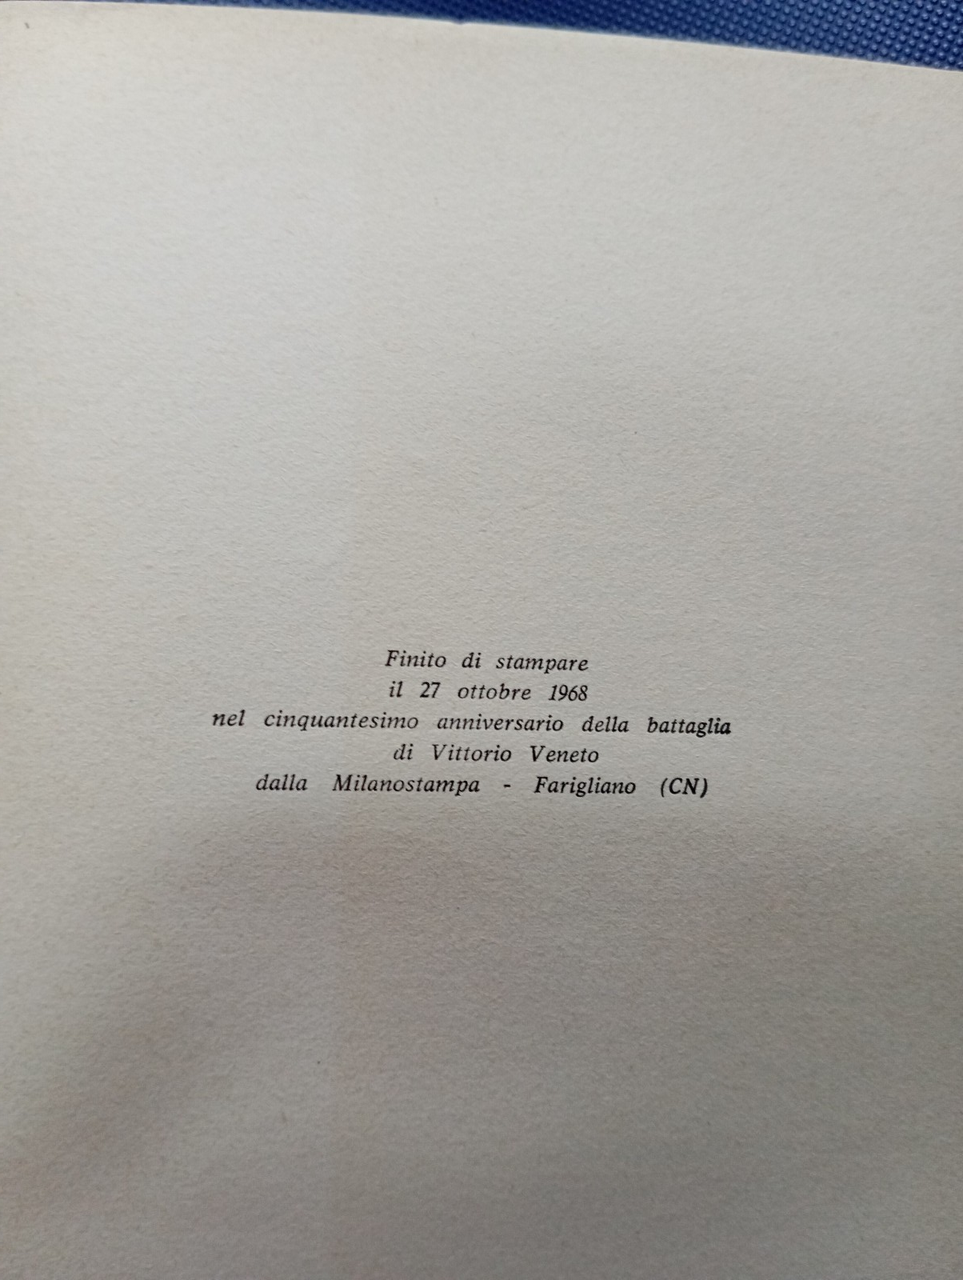 Finito di stampare
il 27 ottobre 1968
nel cinquantesimo anniversario della battaglia
di Vittorio Veneto
dalla Milanostampa - Farigliano (CN)